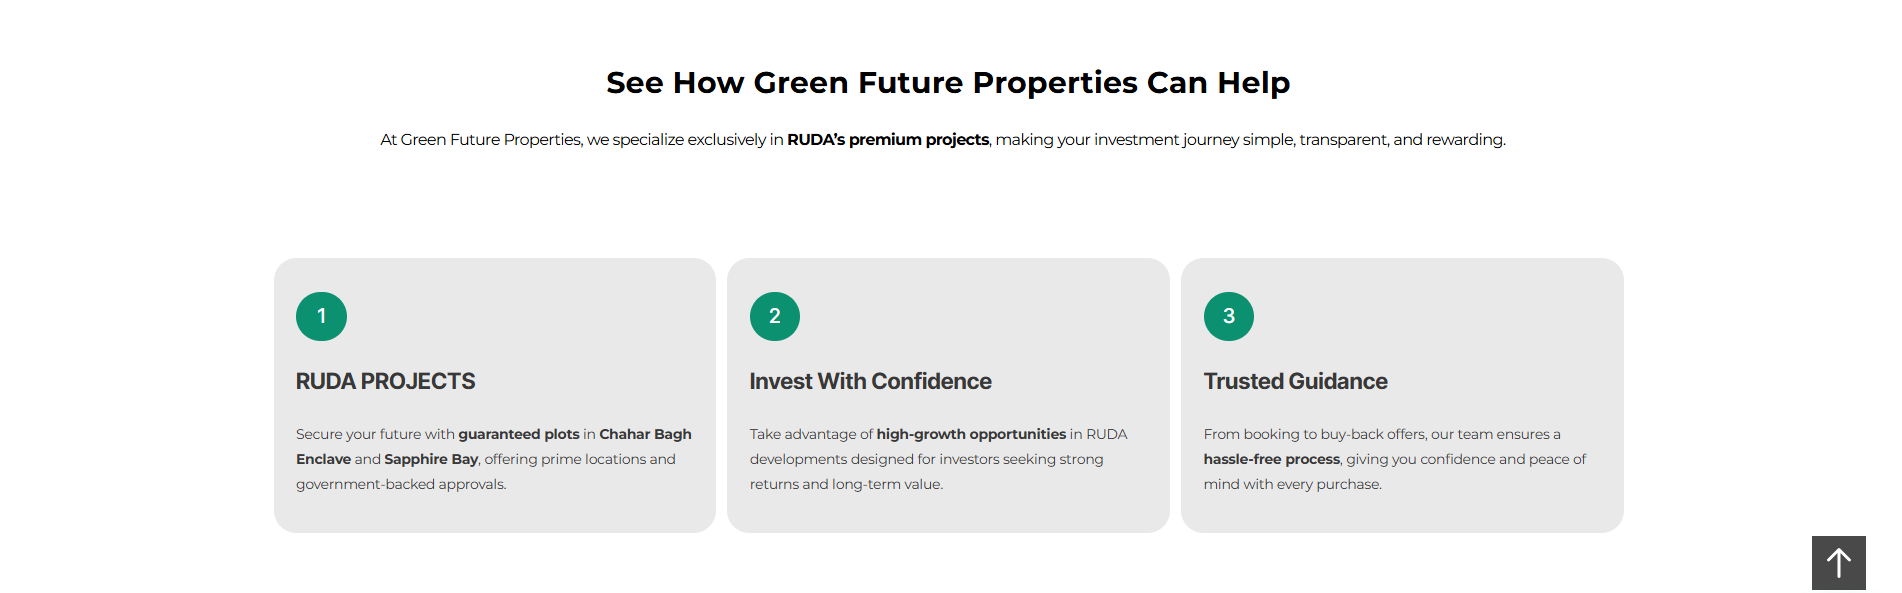 See How Green Future Properties Can Help
At Green Future Properties, we specialize exclusively in RUDA’s premium projects, making your investment journey simple, transparent, and rewarding.
1
RUDA PROJECTS
Secure your future with guaranteed plots in Chahar Bagh
Enclave and Sapphire Bay, offering prime locations and
government-backed approvals.
2
Invest With Confidence
Take advantage of high-growth opportunities in RUDA
developments designed for investors seeking strong
returns and long-term value.
3
Trusted Guidance
From booking to buy-back offers, our team ensures a
hassle-free process, giving you confidence and peace of
mind with every purchase.